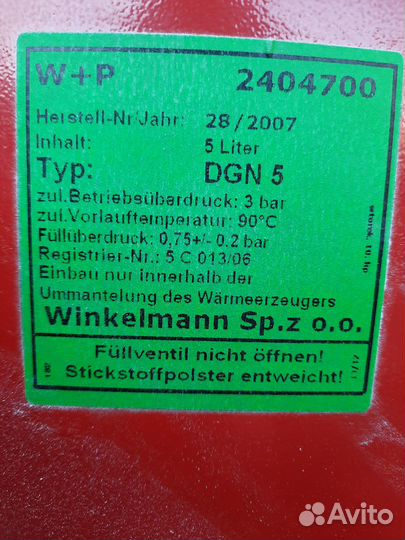 W+P 2404700
Herstell-Nr/Jahr: 28/2007
Inhalt: 5 Liter
Typ: DGN 5
zul.Betriebsüberdruck: 3 bar
zul.Vorlauftemperatur: 90°C
Füllüberdruck: 0,75+/- 0.2 bar
Registrier-Nr.: 5 C 013/06
Einbau nur innerhalb der
Ummantelung des Wärmeerzeugers
Winkelmann Sp.z o.o.
Füllventil nicht öffnen!
Stickstoffpolster entweicht!
Avito